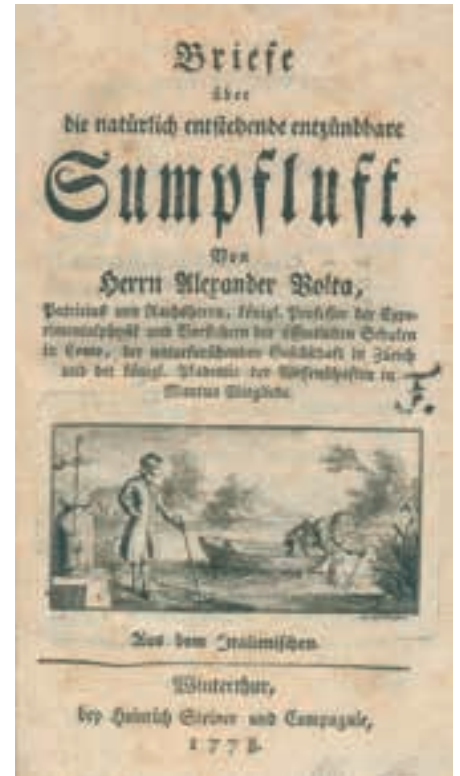 Briefe
über
die natürlich entstehende entzündbare
Sumpfluft.
Von
Herrn Alexander Volta,
Patricius und Rathsherrn, königl. Professor der Expe-
rimentalphysik und Vorstehern der öffentlichen Schulen
in Como, der naturforschenden Gesellschaft in Zürich
und der königl. Akademie der Wissenschaften in
Mantua Mitgliede.
Aus dem Italienischen.
Winterthur,
bey Heinrich Steiner und Compagnie,
1778.